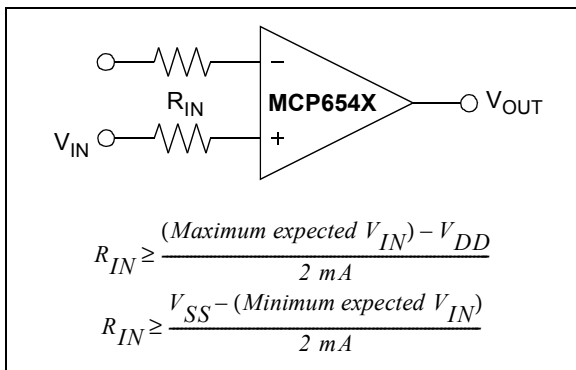 −
R_IN
MCP654X
V_OUT
V_IN
+
R_IN ≥ (Maximum expected V_IN) – V_DD / 2 mA
R_IN ≥ V_SS – (Minimum expected V_IN) / 2 mA